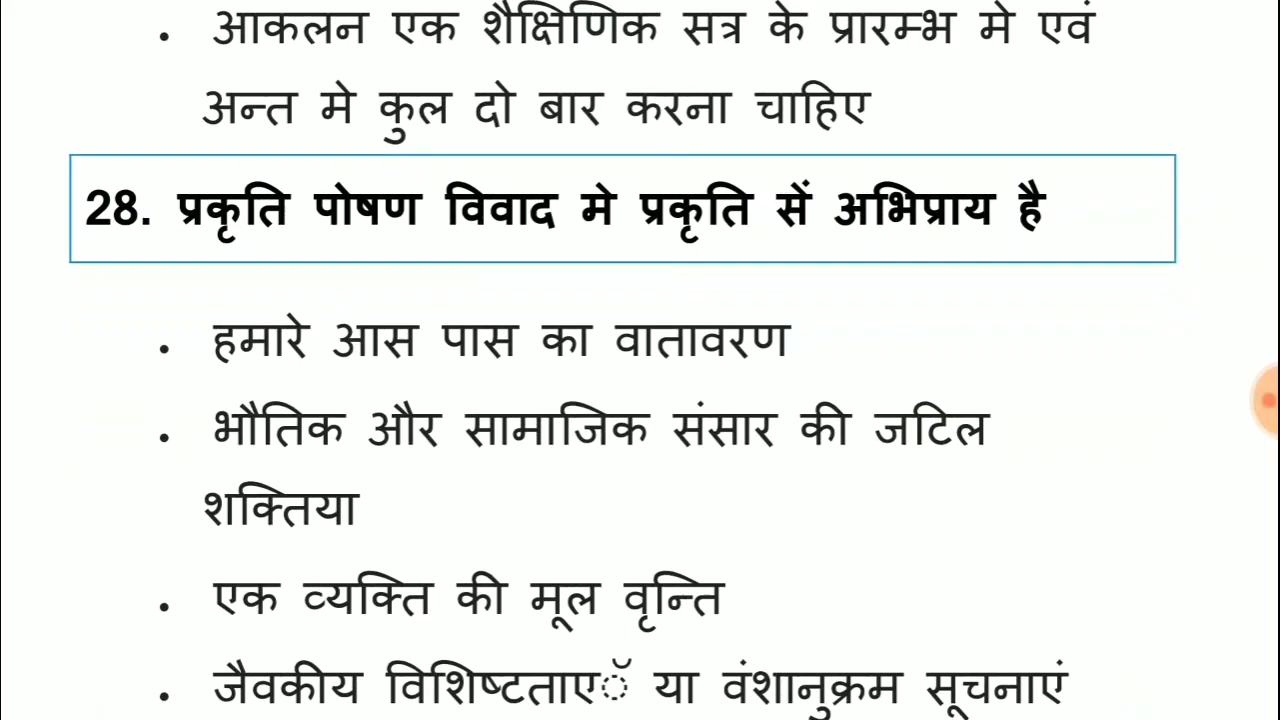 • आकलन एक शैक्षिणिक सत्र के प्रारम्भ मे एवं
अन्त मे कुल दो बार करना चाहिए
28. प्रकृति पोषण विवाद मे प्रकृति सें अभिप्राय है
• हमारे आस पास का वातावरण
• भौतिक और सामाजिक संसार की जटिल
शक्तिया
• एक व्यक्ति की मूल वृन्ति
• जैवकीय विशिष्टताएॅ या वंशानुक्रम सूचनाएं